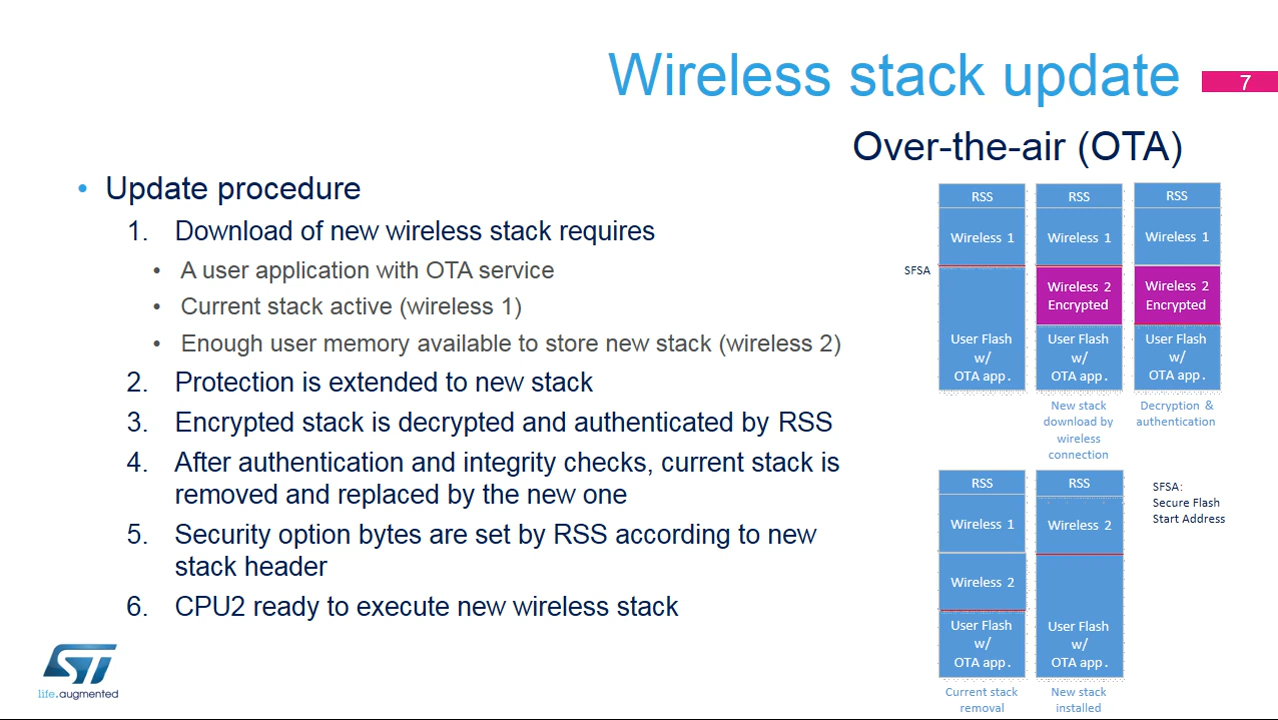 Wireless stack update
7
Over-the-air (OTA)
• Update procedure
1. Download of new wireless stack requires
• A user application with OTA service
• Current stack active (wireless 1)
• Enough user memory available to store new stack (wireless 2)
2. Protection is extended to new stack
3. Encrypted stack is decrypted and authenticated by RSS
4. After authentication and integrity checks, current stack is
removed and replaced by the new one
5. Security option bytes are set by RSS according to new
stack header
6. CPU2 ready to execute new wireless stack
RSS
Wireless 1
SFSA
User Flash
w/
OTA app.
RSS
Wireless 1
Wireless 2
Encrypted
User Flash
w/
OTA app.
New stack
download by
wireless
connection
RSS
Wireless 1
Wireless 2
Encrypted
User Flash
w/
OTA app.
Decryption &
authentication
RSS
Wireless 1
Wireless 2
User Flash
w/
OTA app.
Current stack
removal
RSS
Wireless 2
User Flash
w/
OTA app.
New stack
installed
SFSA:
Secure Flash
Start Address
ST
life.augmented